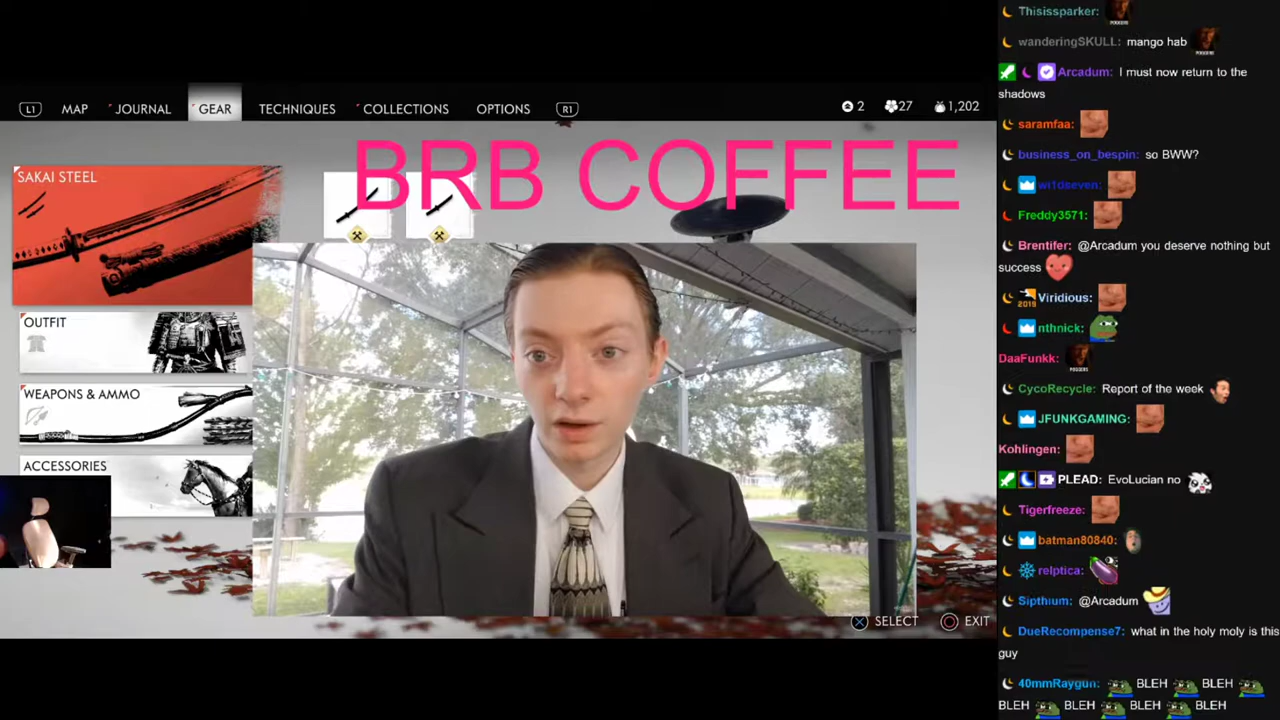 L1 MAP JOURNAL GEAR TECHNIQUES COLLECTIONS OPTIONS R1 2 27 1,202
BRB COFFEE
SAKAI STEEL
OUTFIT
WEAPONS & AMMO
ACCESSORIES
SELECT EXIT
Thisissparker:
wanderingSKULL: mango hab
Arcadum: I must now return to the
shadows
saramfaa:
business_on_bespin: so BWW?
wi1dseven:
Freddy3571:
Brentifer: @Arcadum you deserve nothing but
success
2019 Viridious:
nthnick:
DaaFunkk:
CycoRecycle: Report of the week
JFUNKGAMING:
Kohlingen:
PLEAD: EvoLucian no
Tigerfreeze:
batman80840:
relptica:
Sipthium: @Arcadum
DueRecompense7: what in the holy moly is this
guy
40mmRaygun: BLEH BLEH
BLEH BLEH BLEH BLEH